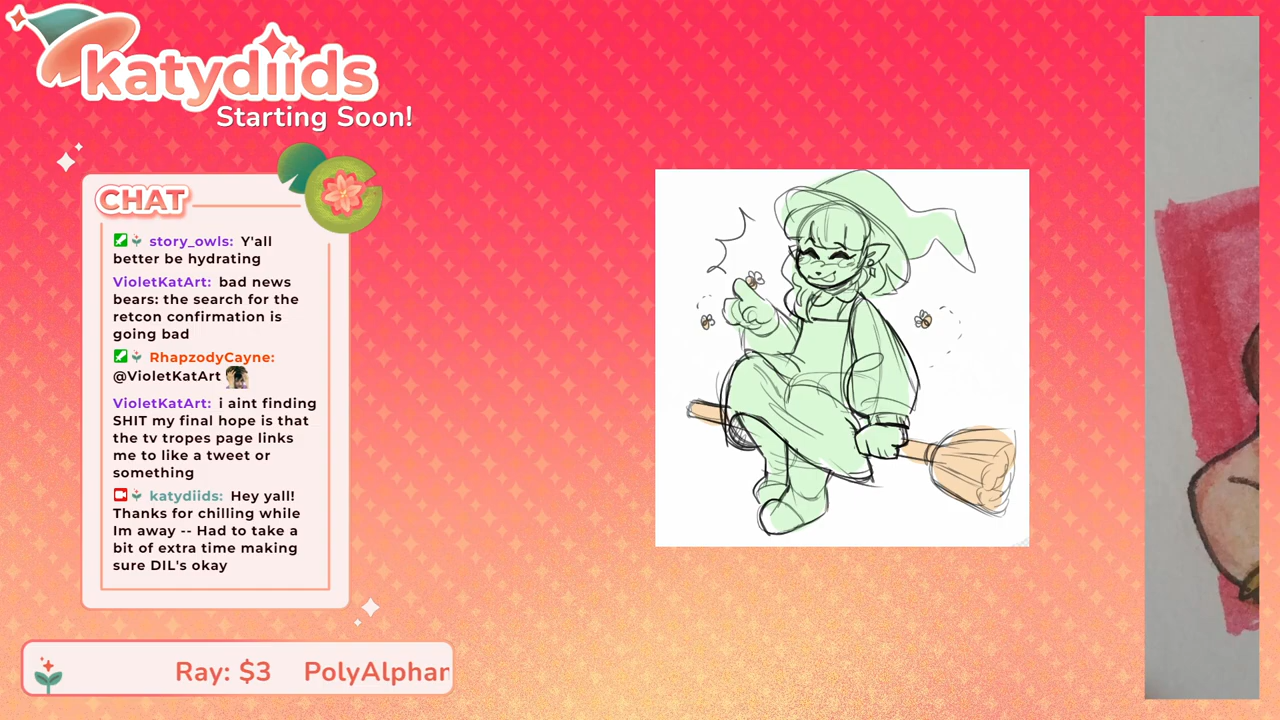 katydiids
Starting Soon!
CHAT
story_owls: Y'all
better be hydrating
VioletKatArt: bad news
bears: the search for the
retcon confirmation is
going bad
RhapzodyCayne:
@VioletKatArt
VioletKatArt: i aint finding
SHIT my final hope is that
the tv tropes page links
me to like a tweet or
something
katydiids: Hey yall!
Thanks for chilling while
Im away -- Had to take a
bit of extra time making
sure DIL's okay
Ray: $3 PolyAlphar